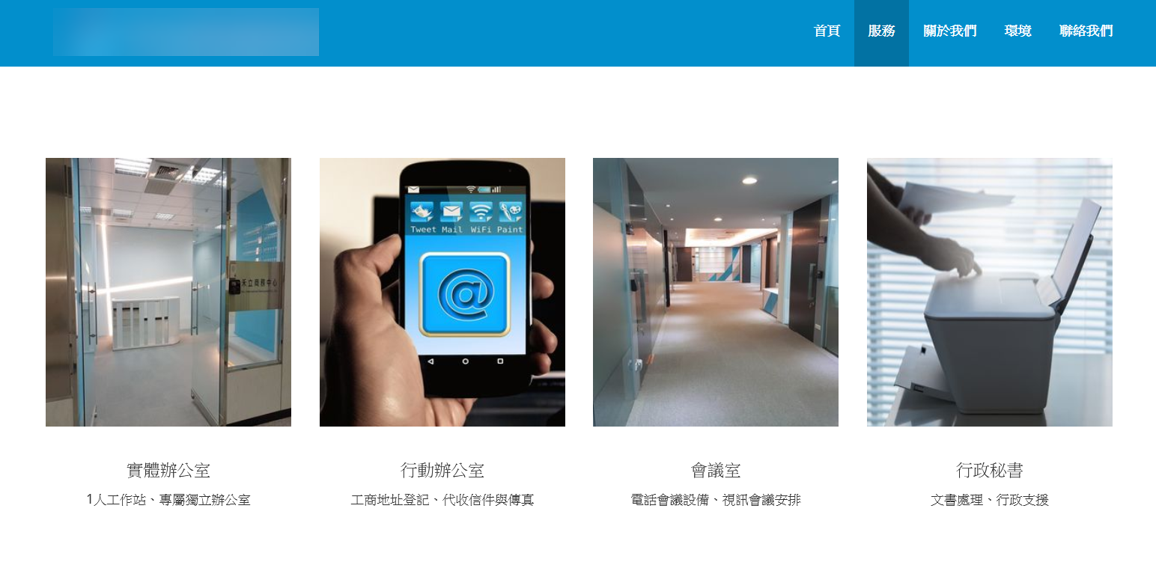 首頁
服務
關於我們
環境
聯絡我們
Tweet Mail WiFi Paint
@
實體辦公室
1人工作站、專屬獨立辦公室
行動辦公室
工商地址登記、代收信件與傳真
會議室
電話會議設備、視訊會議安排
行政秘書
文書處理、行政支援